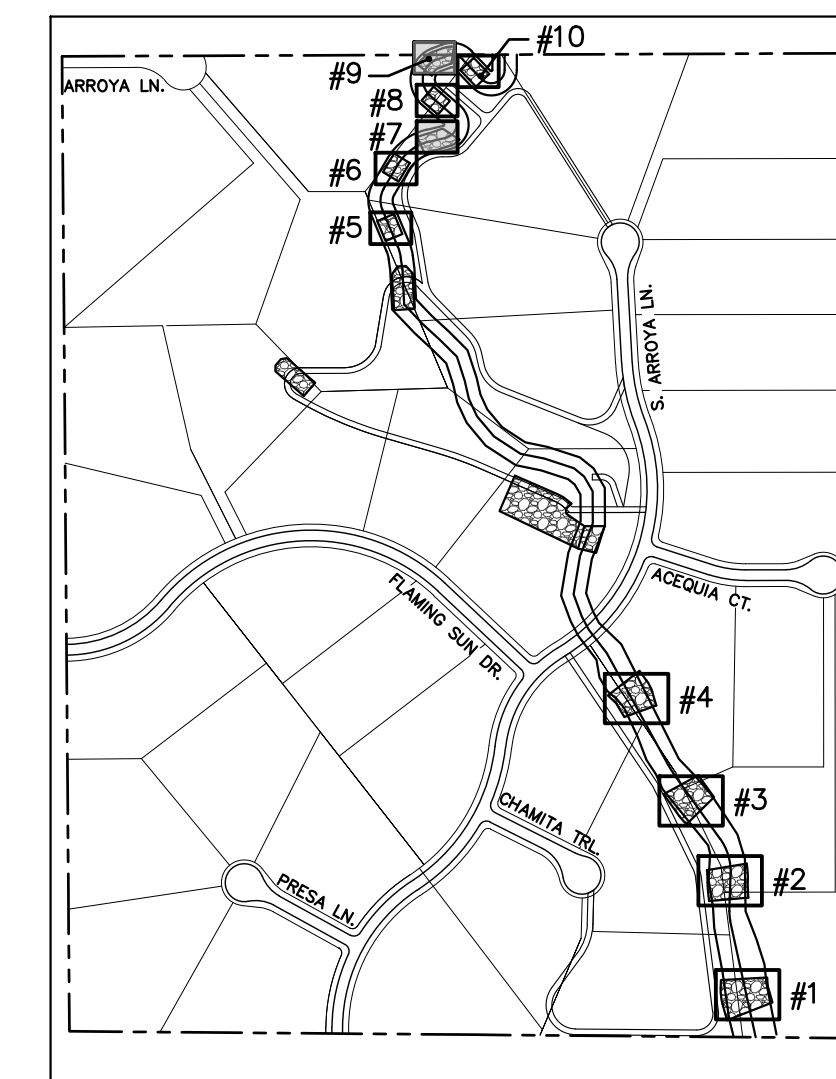 #10
#9
ARROYA LN.
#8
#7
#6
#5
S. ARROYA LN.
FLAMING SUN DR.
ACEQUIA CT.
#4
#3
CHAMITA TRL.
#2
PRESA LN.
#1